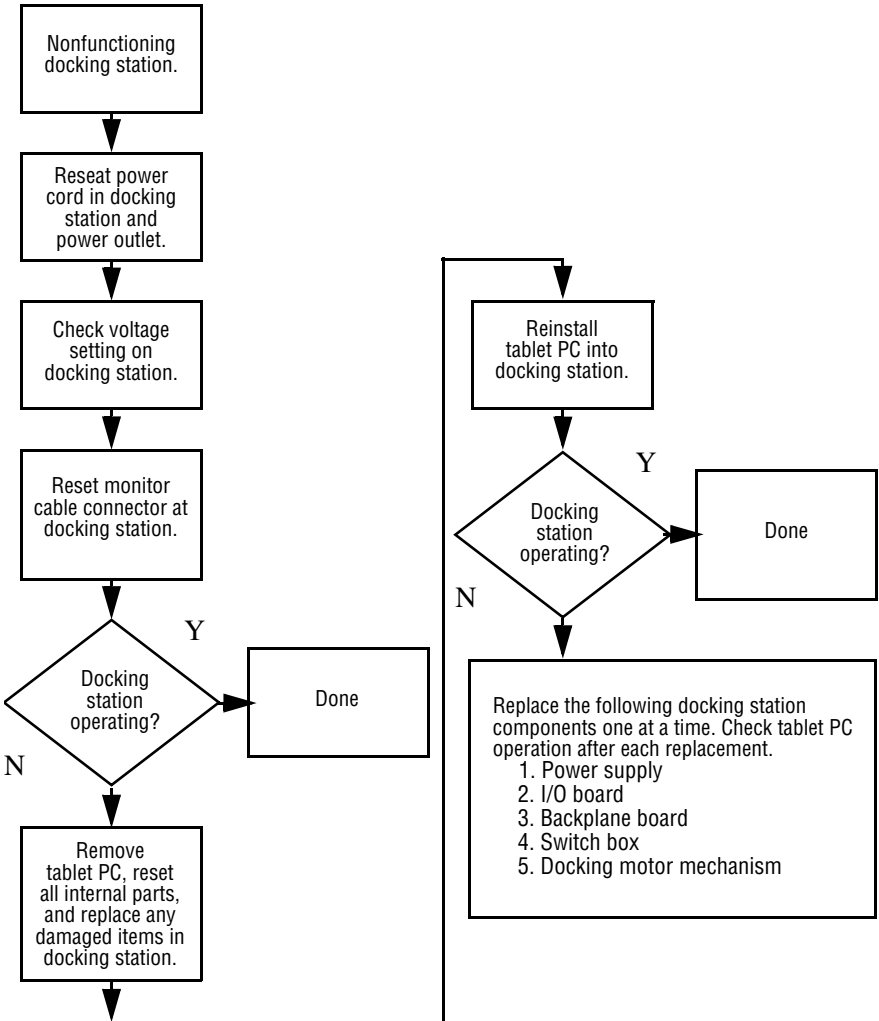 Nonfunctioning
docking station.
Reseat power
cord in docking
station and
power outlet.
Check voltage
setting on
docking station.
Reset monitor
cable connector at
docking station.
Y
Docking
station
operating?
Done
N
Remove
tablet PC, reset
all internal parts,
and replace any
damaged items in
docking station.
Reinstall
tablet PC into
docking station.
Y
Docking
station
operating?
Done
N
Replace the following docking station
components one at a time. Check tablet PC
operation after each replacement.
1. Power supply
2. I/O board
3. Backplane board
4. Switch box
5. Docking motor mechanism